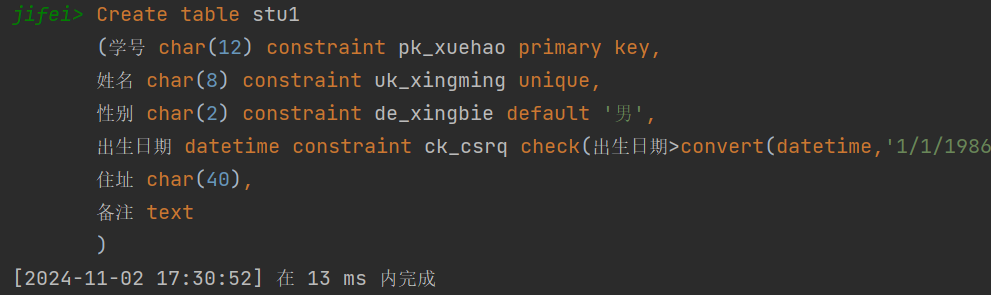 jifei> Create table stu1
(学号 char(12) constraint pk_xuehao primary key,
姓名 char(8) constraint uk_xingming unique,
性别 char(2) constraint de_xingbie default '男',
出生日期 datetime constraint ck_csrq check(出生日期>convert(datetime,'1/1/1986
住址 char(40),
备注 text
)
[2024-11-02 17:30:52] 在 13 ms 内完成